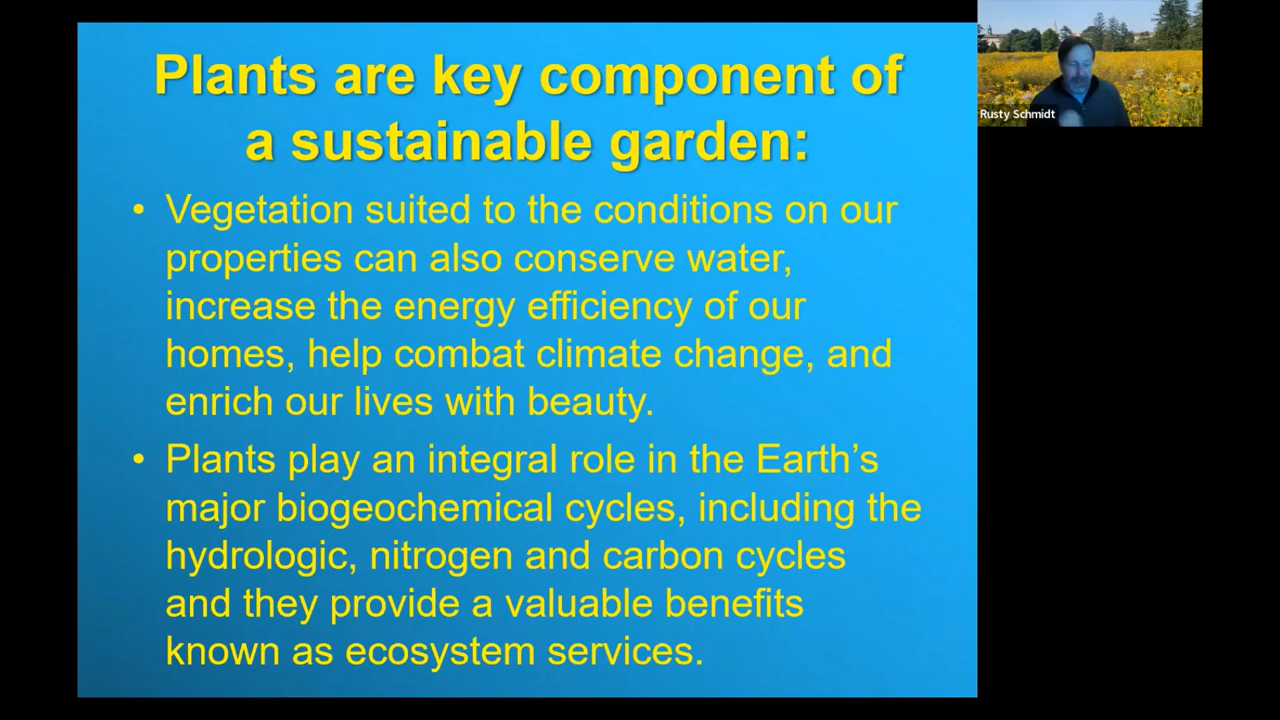 Plants are key component of
a sustainable garden:
• Vegetation suited to the conditions on our
properties can also conserve water,
increase the energy efficiency of our
homes, help combat climate change, and
enrich our lives with beauty.
• Plants play an integral role in the Earth’s
major biogeochemical cycles, including the
hydrologic, nitrogen and carbon cycles
and they provide a valuable benefits
known as ecosystem services.
Rusty Schmidt